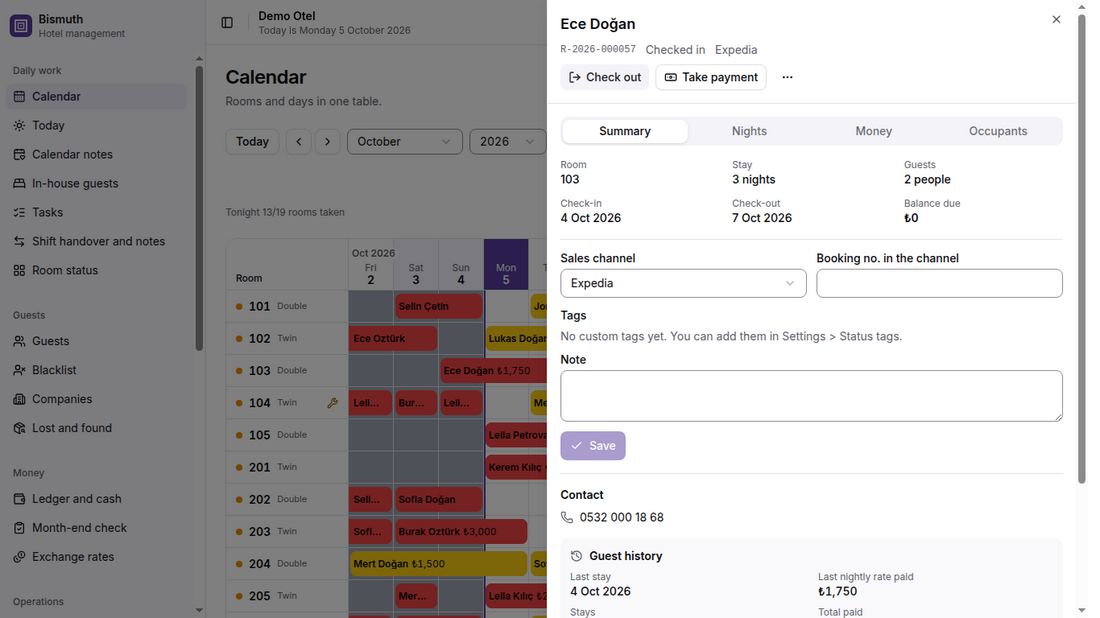 Bismuth
Hotel management
Daily work
Calendar
Today
Calendar notes
In-house guests
Tasks
Shift handover and notes
Room status
Guests
Guests
Blacklist
Companies
Lost and found
Money
Ledger and cash
Month-end check
Exchange rates
Operations
Demo Otel
Today is Monday 5 October 2026
Calendar
Rooms and days in one table.
Today
October
2026
Tonight 13/19 rooms taken
Oct 2026
Room
Fri 2
Sat 3
Sun 4
Mon 5
101 Double Selin Çetin
102 Twin Ece Öztürk Lukas Doğan
103 Double Ece Doğan ₺1,750
104 Twin Leil... Bur... Leil...
105 Double Leila Petrova
201 Twin Kerem Kılıç
202 Double Seli... Sofia Doğan
203 Twin Sofi... Burak Öztürk ₺3,000
204 Double Mert Doğan ₺1,500
205 Twin Mer... Leila Kılıç
Ece Doğan
R-2026-000057 Checked in Expedia
Check out
Take payment
Summary
Nights
Money
Occupants
Room
103
Stay
3 nights
Guests
2 people
Check-in
4 Oct 2026
Check-out
7 Oct 2026
Balance due
₺0
Sales channel
Expedia
Booking no. in the channel
Tags
No custom tags yet. You can add them in Settings > Status tags.
Note
Save
Contact
0532 000 18 68
Guest history
Last stay
4 Oct 2026
Last nightly rate paid
₺1,750
Stays
Total paid